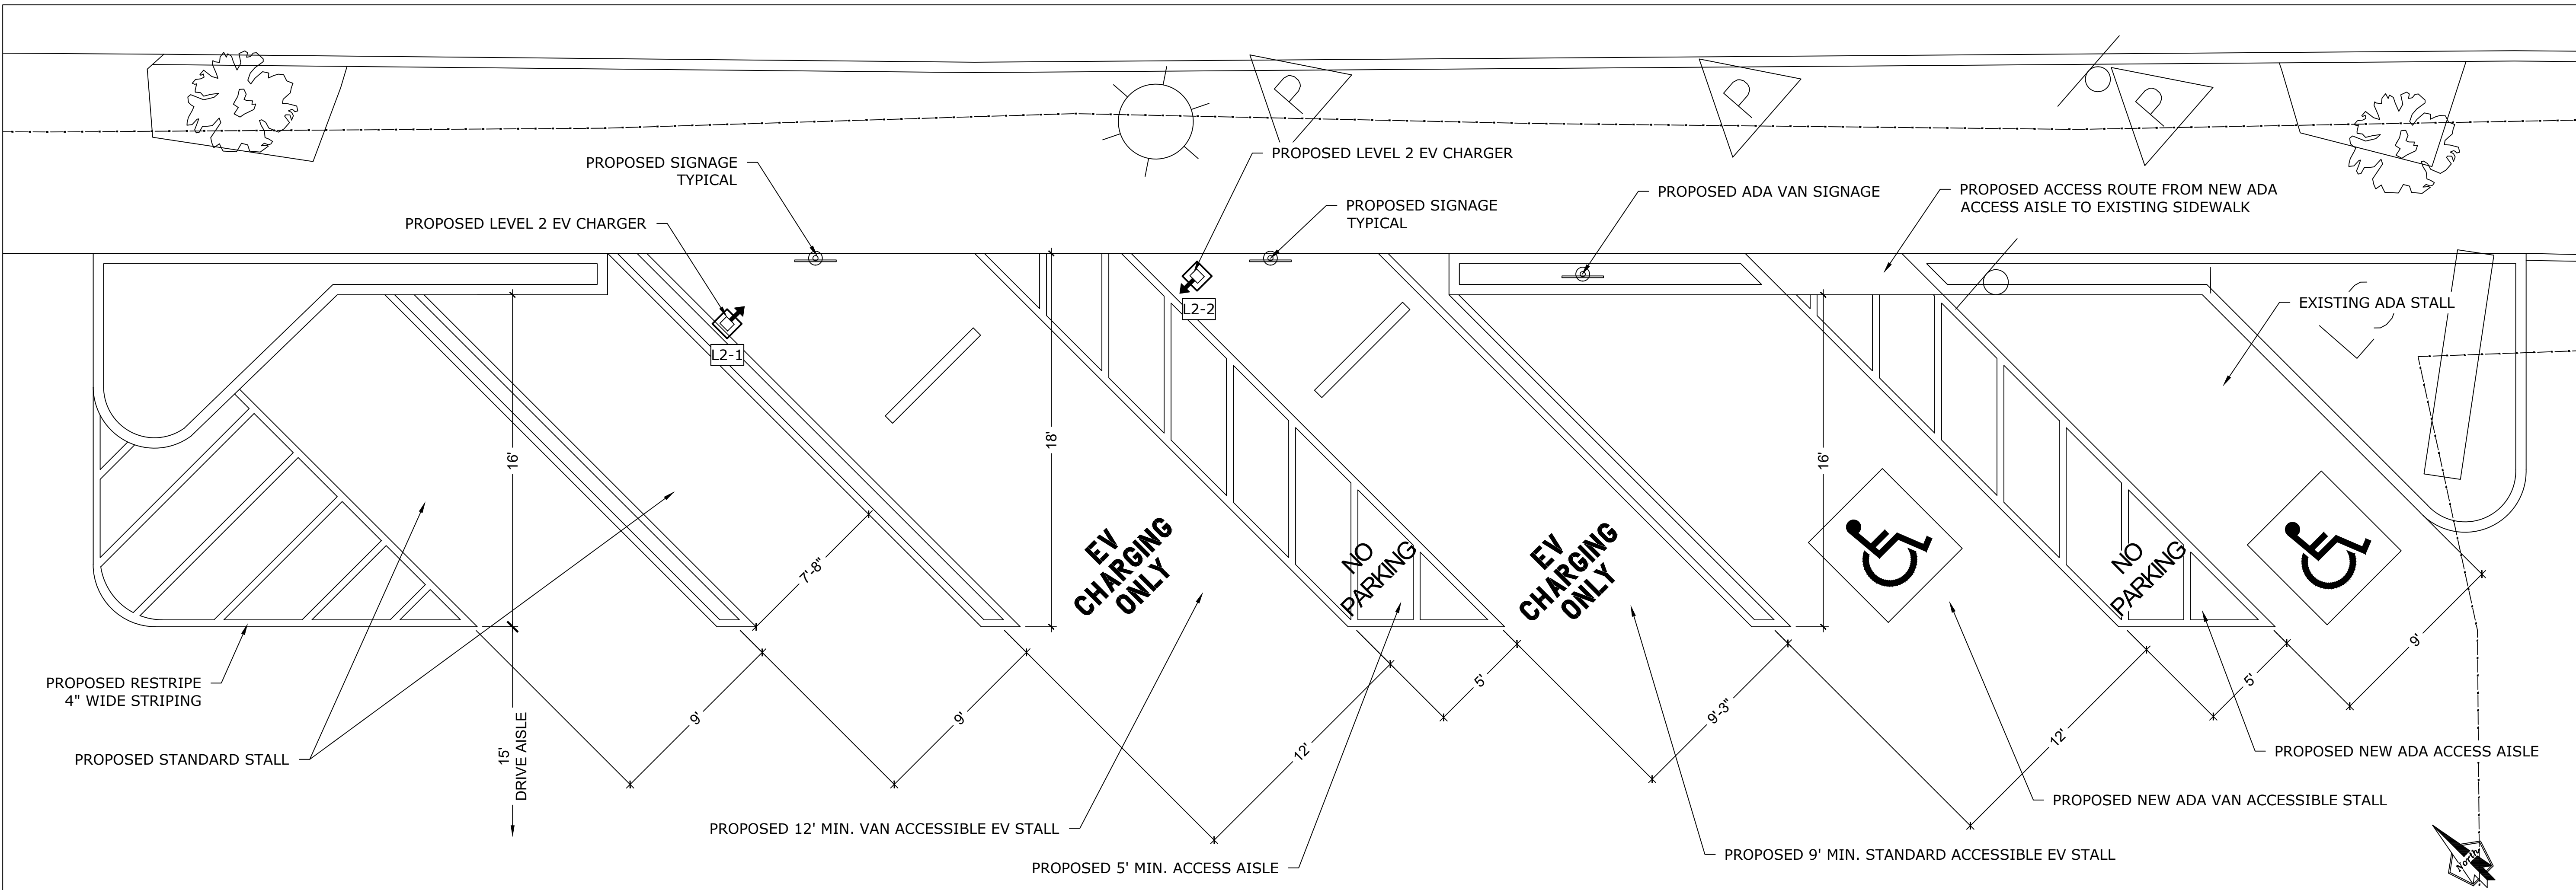 P
P
P
PROPOSED SIGNAGE
TYPICAL
PROPOSED LEVEL 2 EV CHARGER
PROPOSED LEVEL 2 EV CHARGER
PROPOSED SIGNAGE
TYPICAL
PROPOSED ADA VAN SIGNAGE
PROPOSED ACCESS ROUTE FROM NEW ADA
ACCESS AISLE TO EXISTING SIDEWALK
EXISTING ADA STALL
L2-1
L2-2
16'
18'
16'
7'-8"
EV
CHARGING
ONLY
NO
PARKING
EV
CHARGING
ONLY
NO
PARKING
9'
9'
12'
5'
9'-3"
12'
5'
9'
15'
DRIVE AISLE
PROPOSED RESTRIPE
4" WIDE STRIPING
PROPOSED STANDARD STALL
PROPOSED 12' MIN. VAN ACCESSIBLE EV STALL
PROPOSED 5' MIN. ACCESS AISLE
PROPOSED 9' MIN. STANDARD ACCESSIBLE EV STALL
PROPOSED NEW ADA VAN ACCESSIBLE STALL
PROPOSED NEW ADA ACCESS AISLE
North